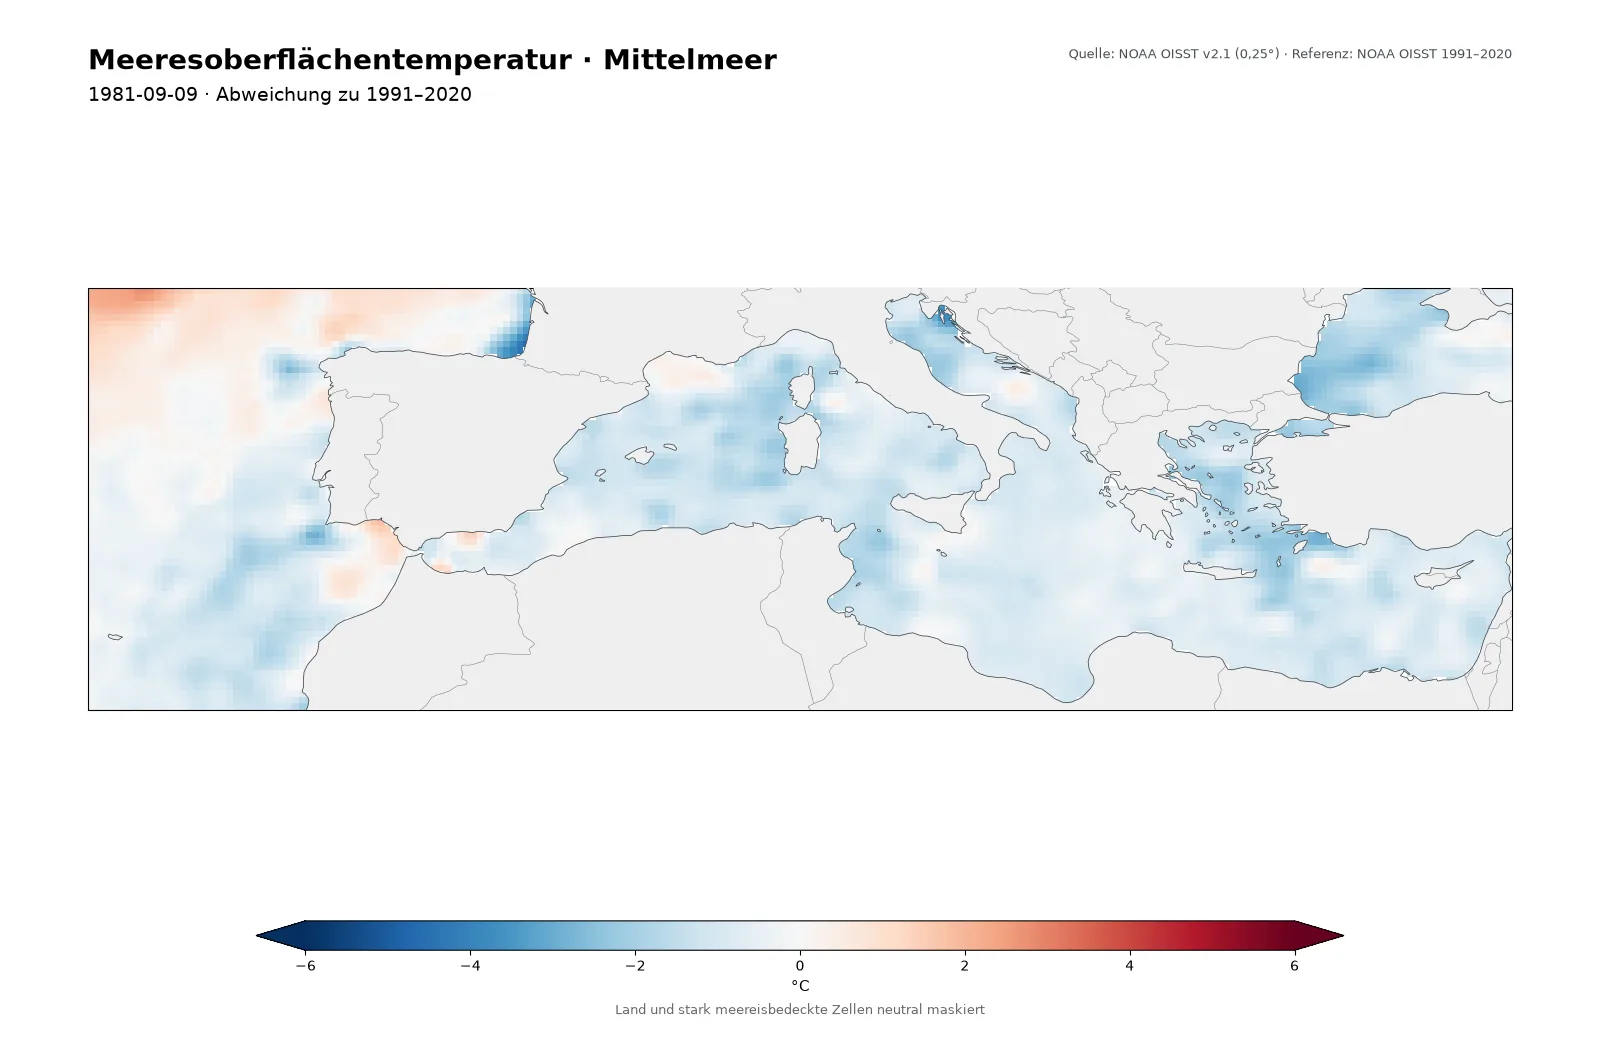 Meeresoberflächentemperatur · Mittelmeer
Quelle: NOAA OISST v2.1 (0,25°) · Referenz: NOAA OISST 1991–2020
1981-09-09 · Abweichung zu 1991–2020
−6 −4 −2 0 2 4 6
°C
Land und stark meereisbedeckte Zellen neutral maskiert